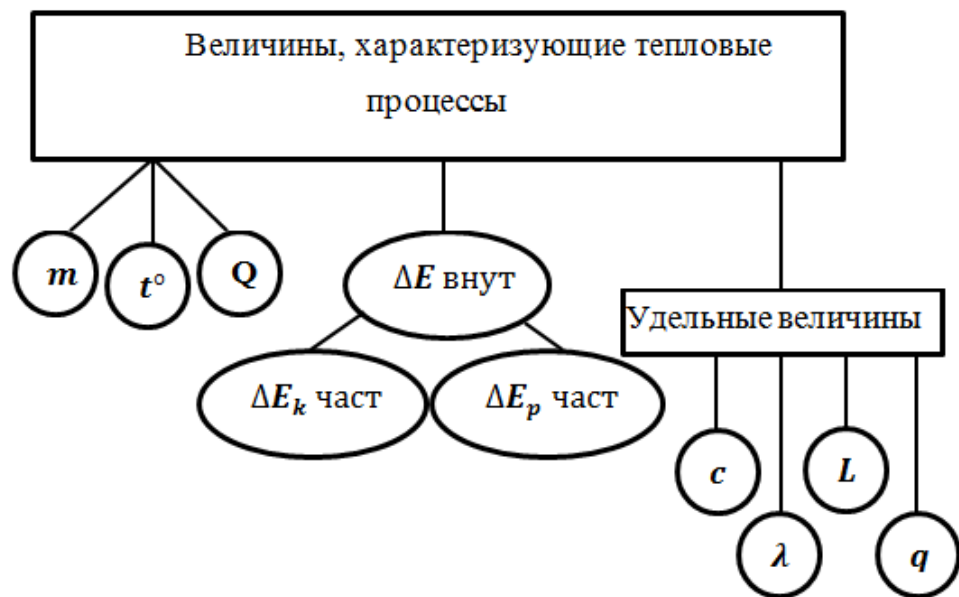 Величины, характеризующие тепловые
процессы
m
t°
Q
ΔE внут
Удельные величины
ΔE_k част
ΔE_p част
c
L
λ
q